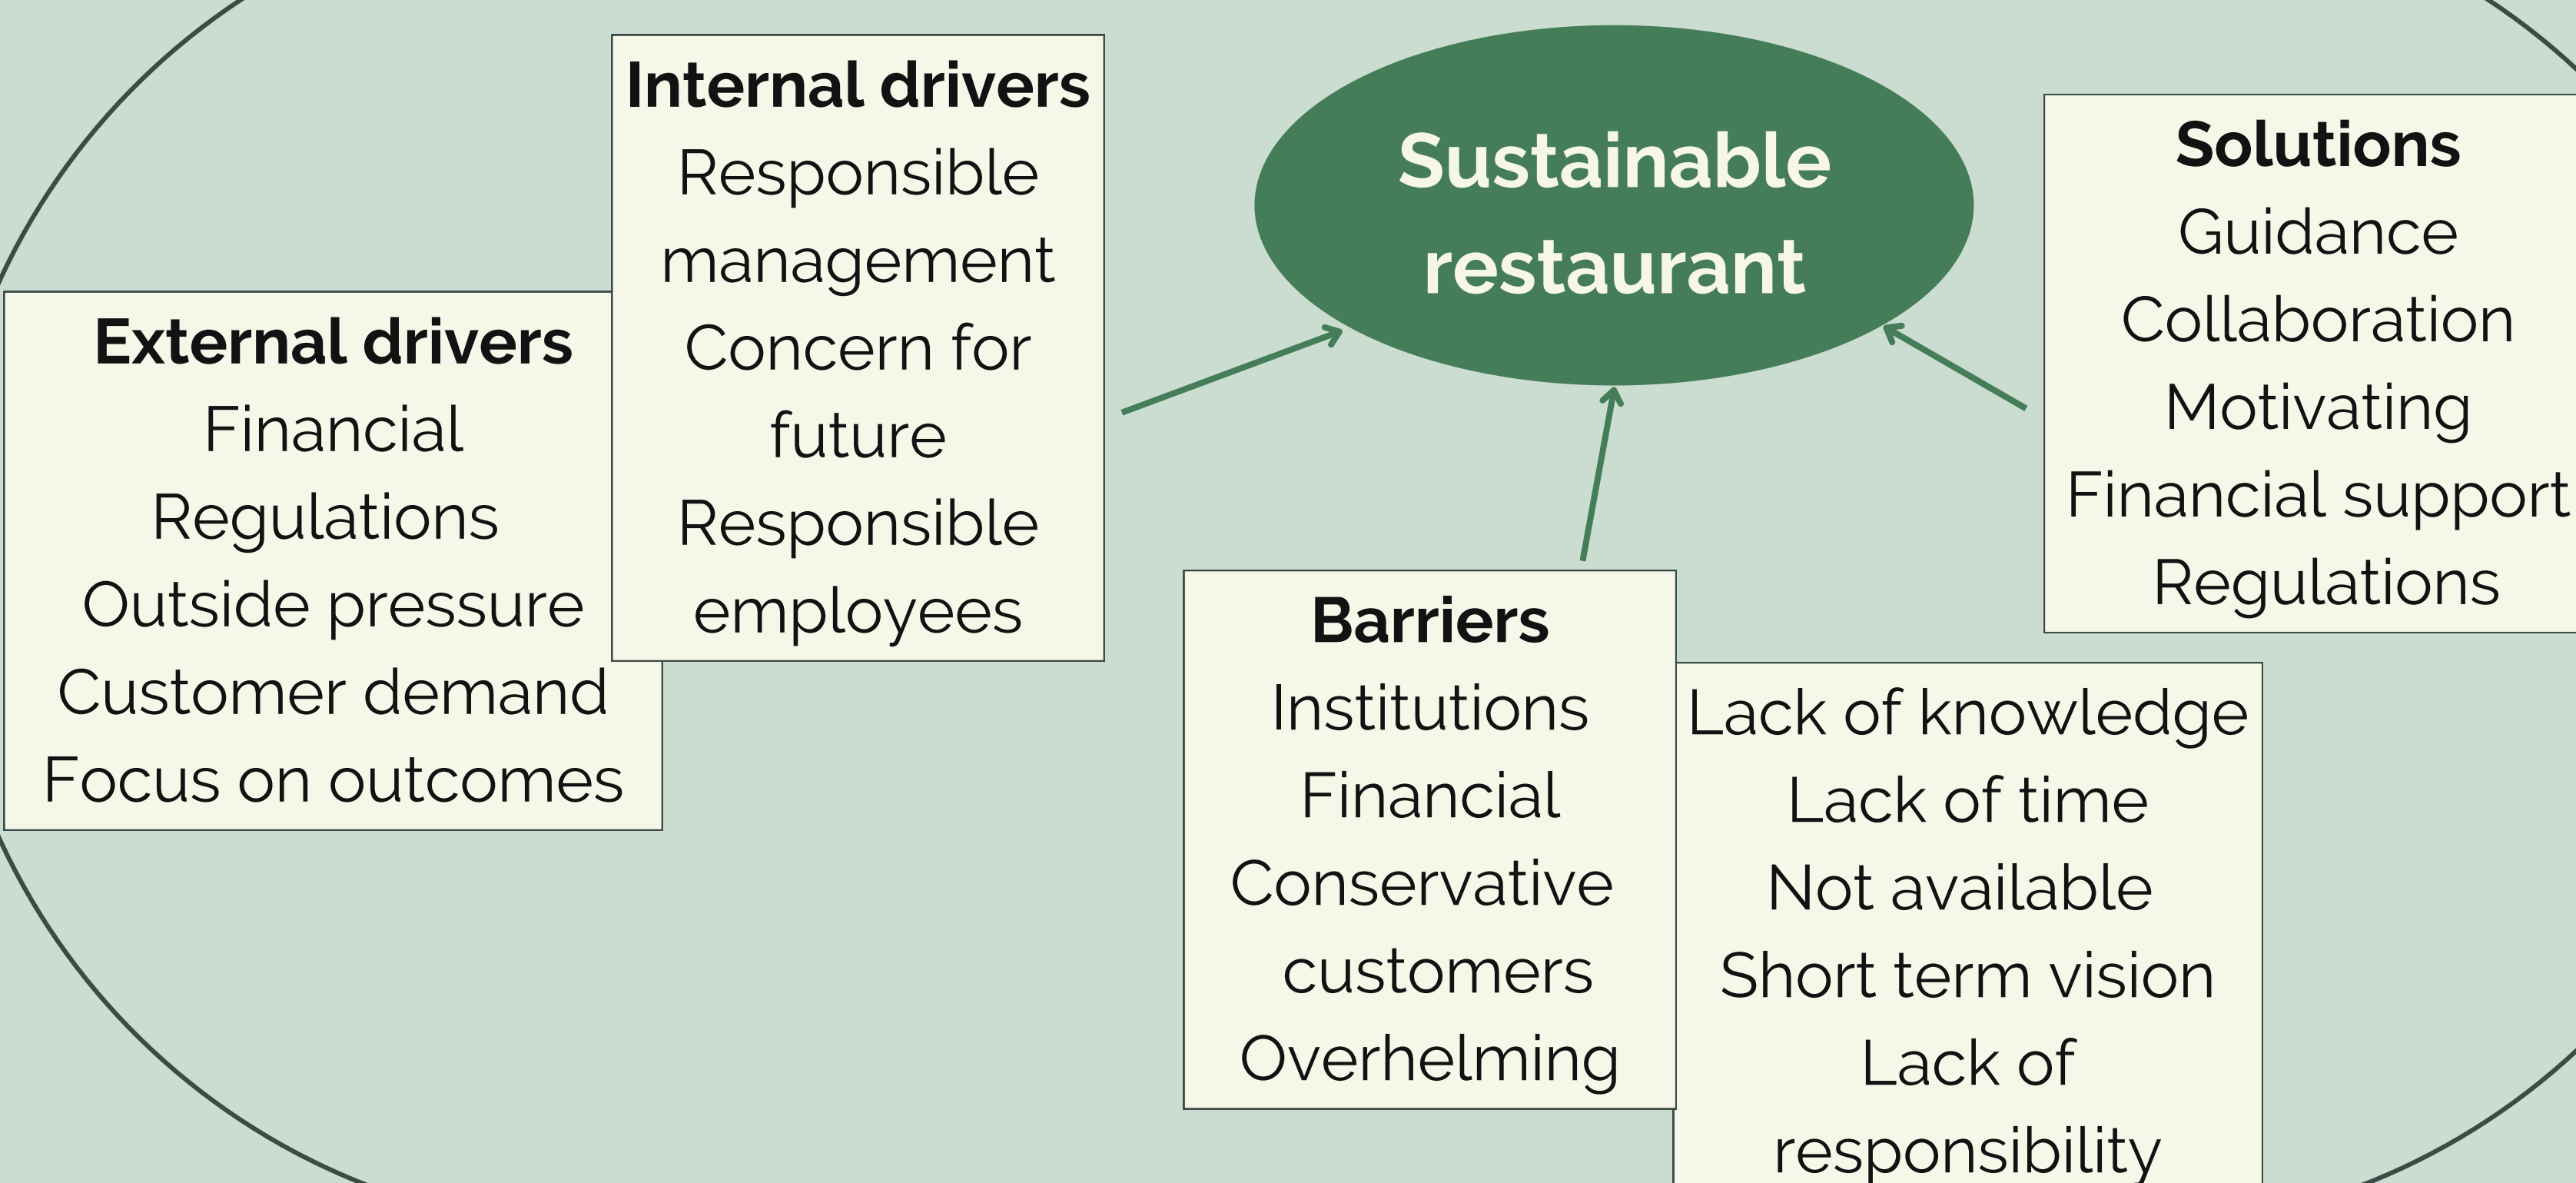 External drivers
Financial
Regulations
Outside pressure
Customer demand
Focus on outcomes
Internal drivers
Responsible
management
Concern for
future
Responsible
employees
Sustainable
restaurant
Barriers
Institutions
Financial
Conservative
customers
Overhelming
Lack of knowledge
Lack of time
Not available
Short term vision
Lack of
responsibility
Solutions
Guidance
Collaboration
Motivating
Financial support
Regulations